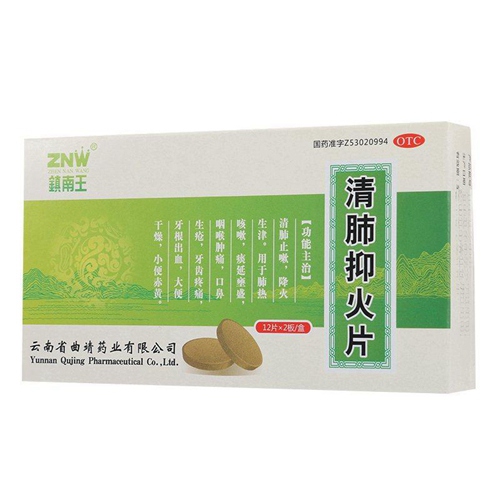 ZNW
鎮南王
国药准字Z53020994
OTC
清肺抑火片
【功能主治】
清肺止嗽，降火
生津。用于肺热
咳嗽，痰涎壅盛，
咽喉肿痛，口鼻
生疮，牙齿疼痛，
牙根出血，大便
干燥，小便赤黄。
12片×2板/盒
云南省曲靖药业有限公司
Yunnan Qujing Pharmaceutical Co.,Ltd.